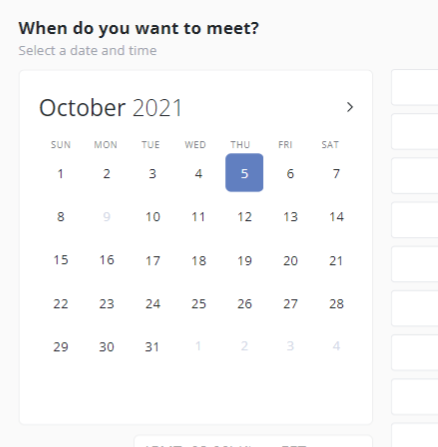 When do you want to meet?
Select a date and time
October 2021
SUN MON TUE WED THU FRI SAT
1 2 3 4 5 6 7
8 9 10 11 12 13 14
15 16 17 18 19 20 21
22 23 24 25 26 27 28
29 30 31 1 2 3 4